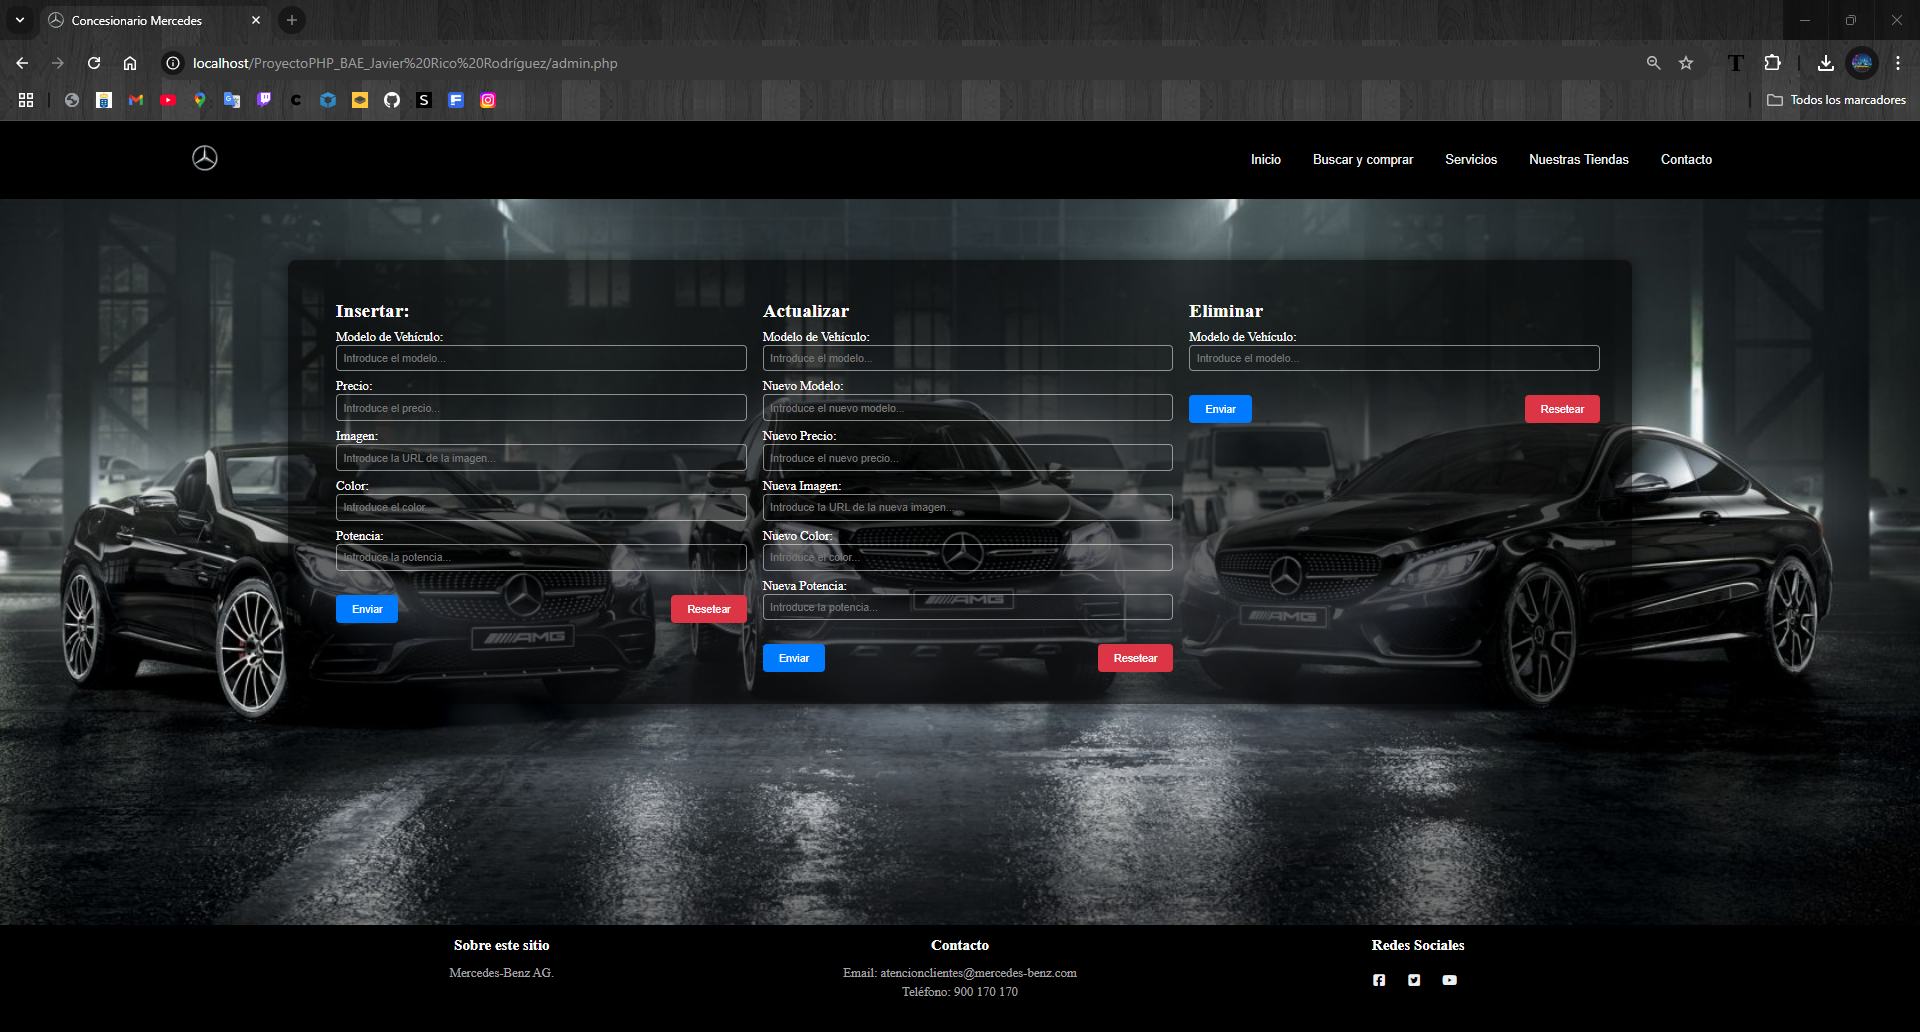 Concesionario Mercedes
localhost/ProyectoPHP_BAE_Javier%20Rico%20Rodríguez/admin.php
Todos los marcadores
Inicio Buscar y comprar Servicios Nuestras Tiendas Contacto
Insertar:
Modelo de Vehículo:
Introduce el modelo...
Precio:
Introduce el precio...
Imagen:
Introduce la URL de la imagen...
Color:
Introduce el color
Potencia:
Introduce la potencia...
Enviar Resetear
Actualizar
Modelo de Vehículo:
Introduce el modelo...
Nuevo Modelo:
Introduce el nuevo modelo...
Nuevo Precio:
Introduce el nuevo precio...
Nueva Imagen:
Introduce la URL de la nueva imagen...
Nuevo Color:
Introduce el color...
Nueva Potencia:
Introduce la potencia...
Enviar Resetear
Eliminar
Modelo de Vehículo:
Introduce el modelo...
Enviar Resetear
AMG
AMG
AMG
Sobre este sitio
Mercedes-Benz AG.
Contacto
Email: atencionclientes@mercedes-benz.com
Teléfono: 900 170 170
Redes Sociales